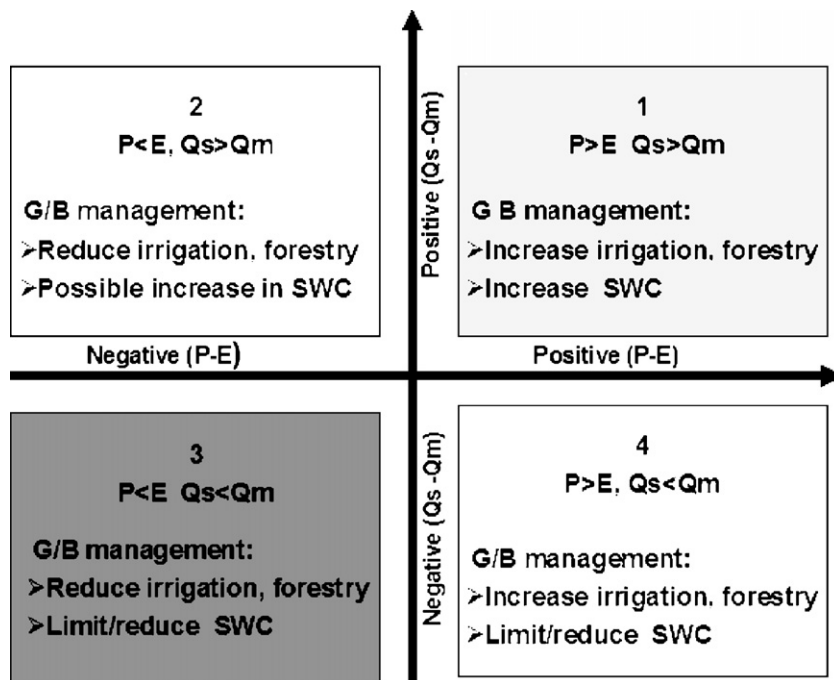 2
P<E, Qs>Qm
G/B management:
➢Reduce irrigation, forestry
➢Possible increase in SWC
Positive (Qs -Qm)
1
P>E Qs>Qm
G B management:
➢Increase irrigation, forestry
➢Increase SWC
Negative (P-E)
Positive (P-E)
3
P<E Qs<Qm
G/B management:
➢Reduce irrigation, forestry
➢Limit/reduce SWC
Negative (Qs -Qm)
4
P>E, Qs<Qm
G/B management:
➢Increase irrigation, forestry
➢Limit/reduce SWC